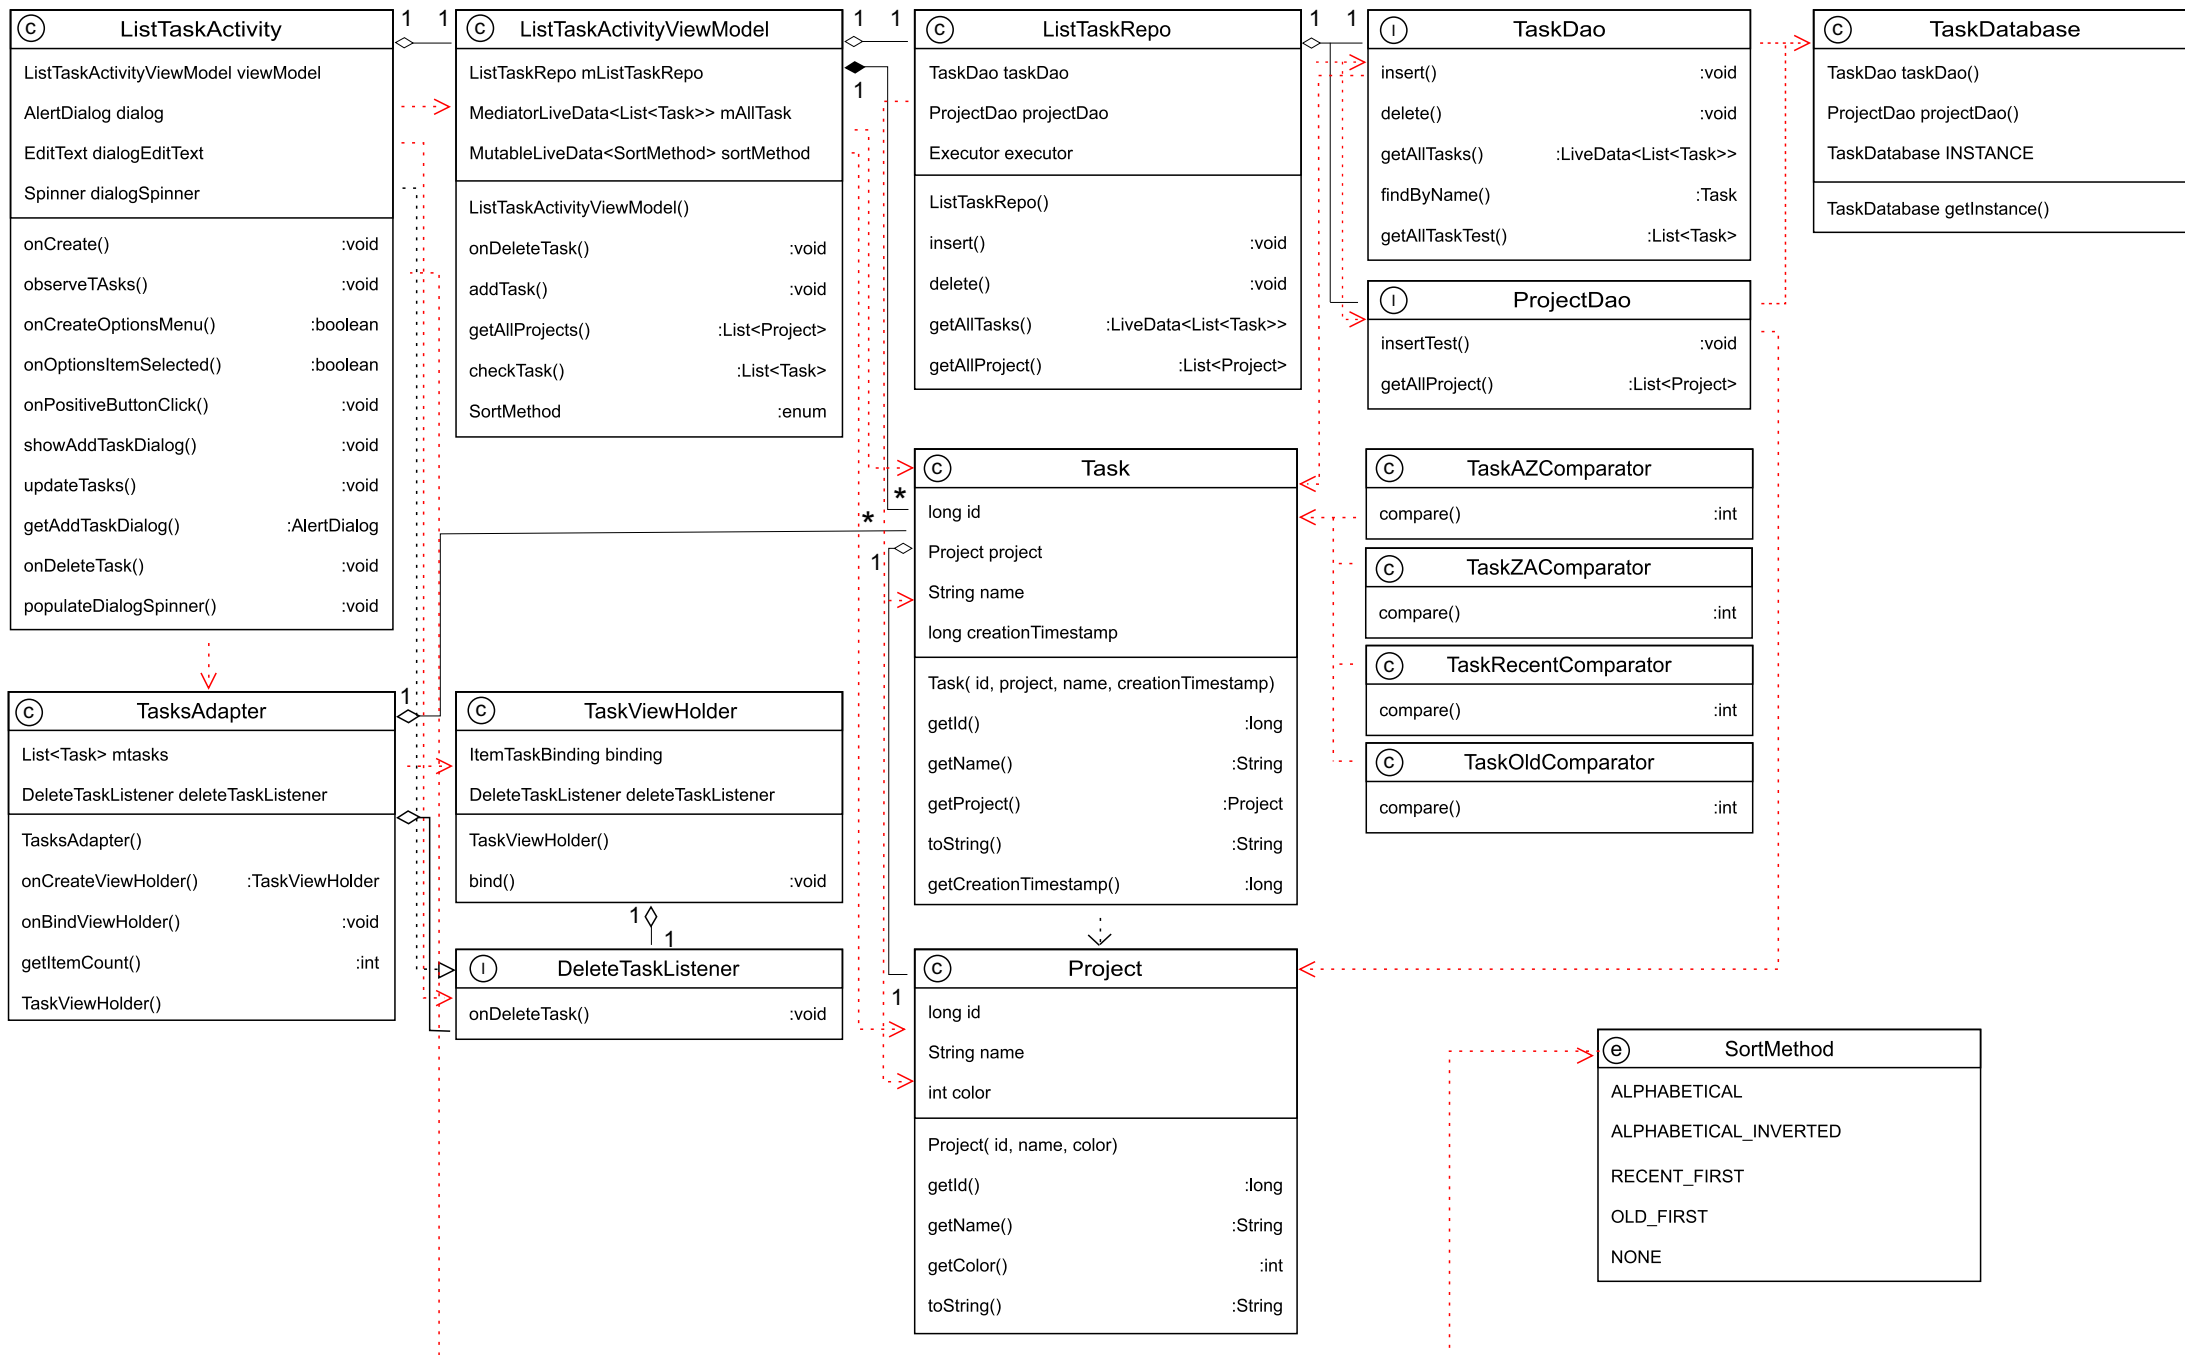 1 1 1 1 1 1
C ListTaskActivity
ListTaskActivityViewModel viewModel
AlertDialog dialog
EditText dialogEditText
Spinner dialogSpinner
onCreate() :void
observeTAsks() :void
onCreateOptionsMenu() :boolean
onOptionsItemSelected() :boolean
onPositiveButtonClick() :void
showAddTaskDialog() :void
updateTasks() :void
getAddTaskDialog() :AlertDialog
onDeleteTask() :void
populateDialogSpinner() :void
C ListTaskActivityViewModel
ListTaskRepo mListTaskRepo
MediatorLiveData<List<Task>> mAllTask
MutableLiveData<SortMethod> sortMethod
ListTaskActivityViewModel()
onDeleteTask() :void
addTask() :void
getAllProjects() :List<Project>
checkTask() :List<Task>
SortMethod :enum
1
C ListTaskRepo
TaskDao taskDao
ProjectDao projectDao
Executor executor
ListTaskRepo()
insert() :void
delete() :void
getAllTasks() :LiveData<List<Task>>
getAllProject() :List<Project>
I TaskDao
insert() :void
delete() :void
getAllTasks() :LiveData<List<Task>>
findByName() :Task
getAllTaskTest() :List<Task>
C TaskDatabase
TaskDao taskDao()
ProjectDao projectDao()
TaskDatabase INSTANCE
TaskDatabase getInstance()
I ProjectDao
insertTest() :void
getAllProject() :List<Project>
*
*
1
C Task
long id
Project project
String name
long creationTimestamp
Task( id, project, name, creationTimestamp)
getId() :long
getName() :String
getProject() :Project
toString() :String
getCreationTimestamp() :long
C TaskAZComparator
compare() :int
C TaskZAComparator
compare() :int
C TaskRecentComparator
compare() :int
C TaskOldComparator
compare() :int
1
C TasksAdapter
List<Task> mtasks
DeleteTaskListener deleteTaskListener
TasksAdapter()
onCreateViewHolder() :TaskViewHolder
onBindViewHolder() :void
getItemCount() :int
TaskViewHolder()
C TaskViewHolder
ItemTaskBinding binding
DeleteTaskListener deleteTaskListener
TaskViewHolder()
bind() :void
1
1
I DeleteTaskListener
onDeleteTask() :void
1
C Project
long id
String name
int color
Project( id, name, color)
getId() :long
getName() :String
getColor() :int
toString() :String
e SortMethod
ALPHABETICAL
ALPHABETICAL_INVERTED
RECENT_FIRST
OLD_FIRST
NONE